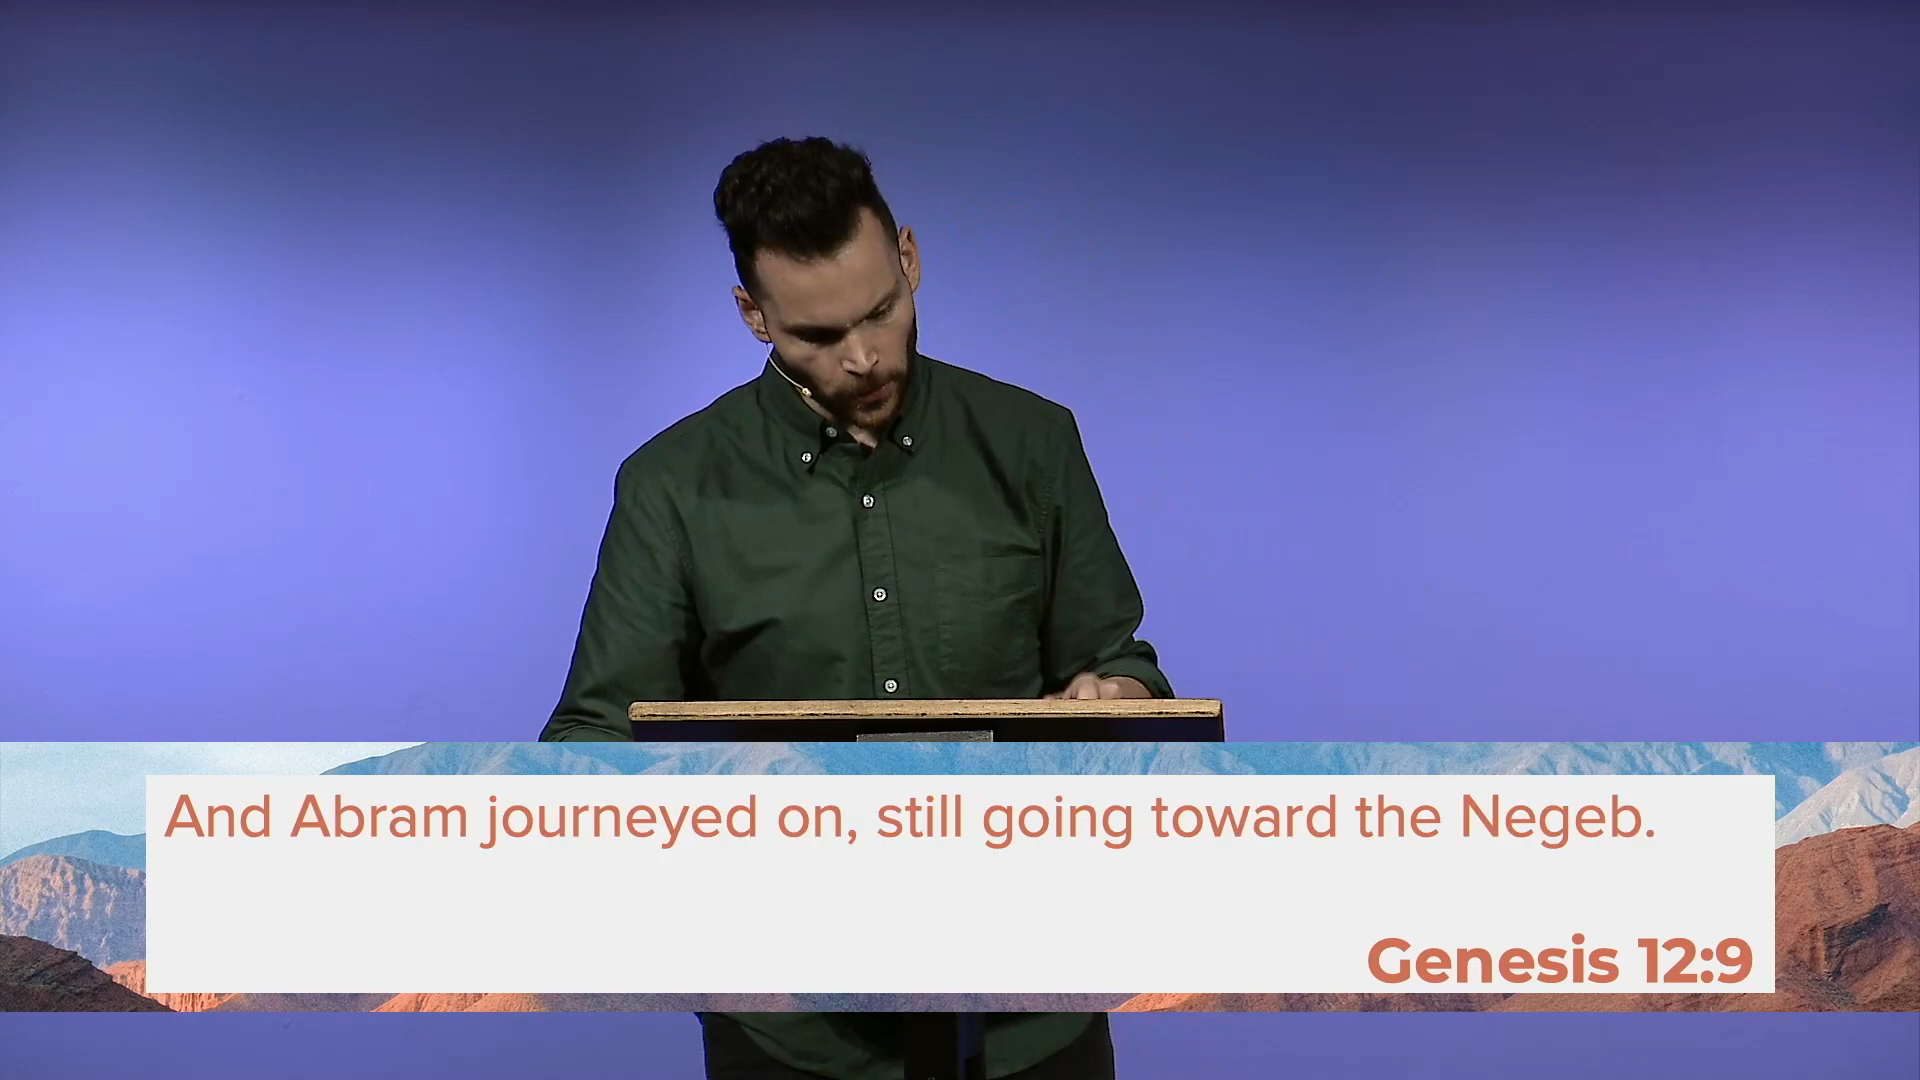 And Abram journeyed on, still going toward the Negeb.
Genesis 12:9